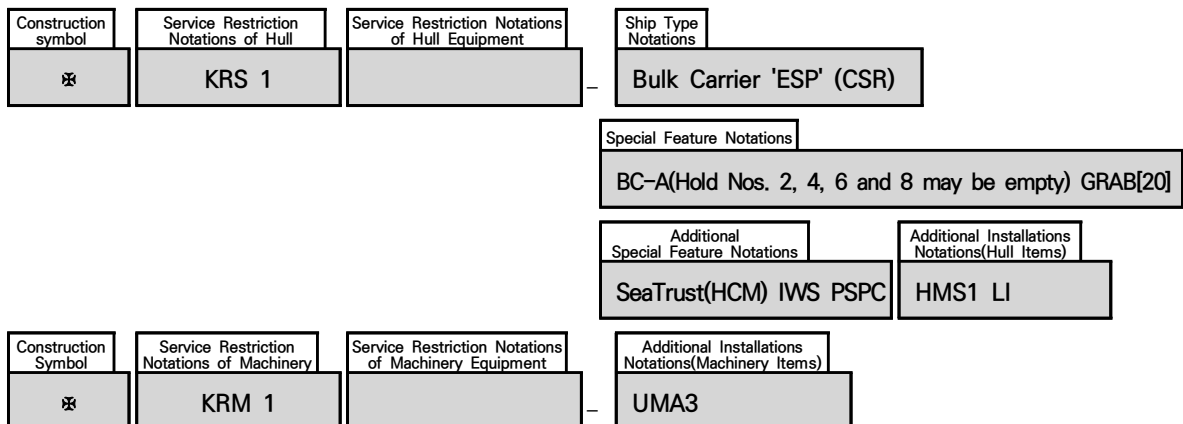 Construction
symbol
Service Restriction
Notations of Hull
Service Restriction Notations
of Hull Equipment
Ship Type
Notations
✠ KRS 1 – Bulk Carrier 'ESP' (CSR)
Special Feature Notations
BC-A(Hold Nos. 2, 4, 6 and 8 may be empty) GRAB[20]
Additional
Special Feature Notations
Additional Installations
Notations(Hull Items)
SeaTrust(HCM) IWS PSPC HMS1 LI
Construction
Symbol
Service Restriction
Notations of Machinery
Service Restriction Notations
of Machinery Equipment
Additional Installations
Notations(Machinery Items)
✠ KRM 1 – UMA3